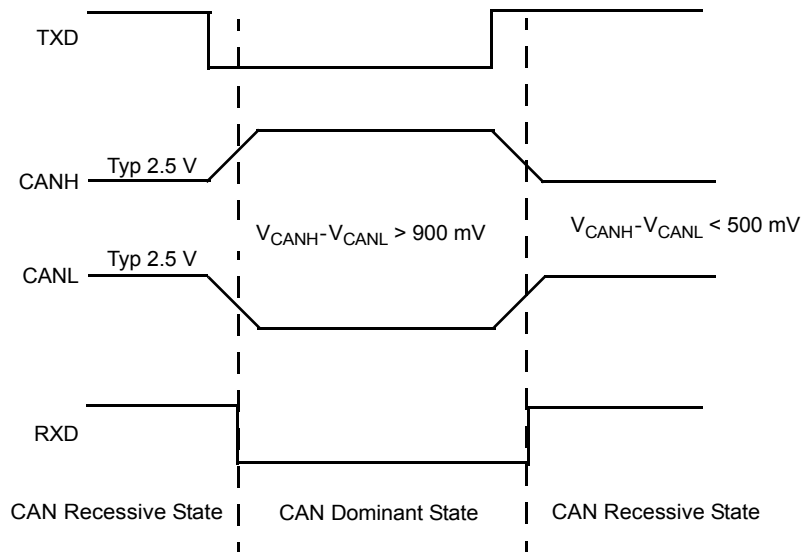 TXD
Typ 2.5 V
CANH
V_CANH-V_CANL > 900 mV
V_CANH-V_CANL < 500 mV
Typ 2.5 V
CANL
RXD
CAN Recessive State
CAN Dominant State
CAN Recessive State